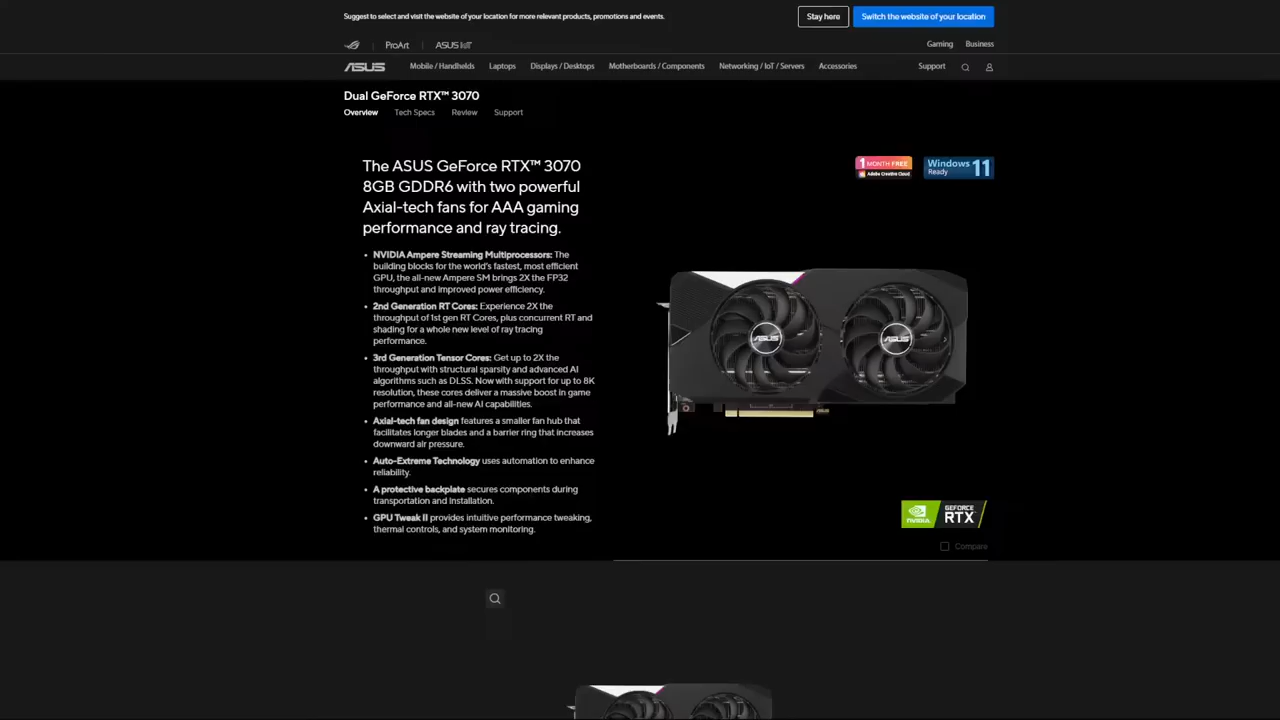 Suggest to select and visit the website of your location for more relevant products, promotions and events.
Stay here
Switch the website of your location
ProArt
ASUS IoT
Gaming
Business
ASUS
Mobile / Handhelds
Laptops
Displays / Desktops
Motherboards / Components
Networking / IoT / Servers
Accessories
Support
Dual GeForce RTX™ 3070
Overview
Tech Specs
Review
Support
The ASUS GeForce RTX™ 3070
8GB GDDR6 with two powerful
Axial-tech fans for AAA gaming
performance and ray tracing.
1 MONTH FREE
Adobe Creative Cloud
Windows 11
Ready
NVIDIA Ampere Streaming Multiprocessors: The
building blocks for the world's fastest, most efficient
GPU, the all-new Ampere SM brings 2X the FP32
throughput and improved power efficiency.
2nd Generation RT Cores: Experience 2X the
throughput of 1st gen RT Cores, plus concurrent RT and
shading for a whole new level of ray tracing
performance.
3rd Generation Tensor Cores: Get up to 2X the
throughput with structural sparsity and advanced AI
algorithms such as DLSS. Now with support for up to 8K
resolution, these cores deliver a massive boost in game
performance and all-new AI capabilities.
Axial-tech fan design features a smaller fan hub that
facilitates longer blades and a barrier ring that increases
downward air pressure.
Auto-Extreme Technology uses automation to enhance
reliability.
A protective backplate secures components during
transportation and installation.
GPU Tweak II provides intuitive performance tweaking,
thermal controls, and system monitoring.
ASUS
ASUS
NVIDIA
GEFORCE
RTX
Compare